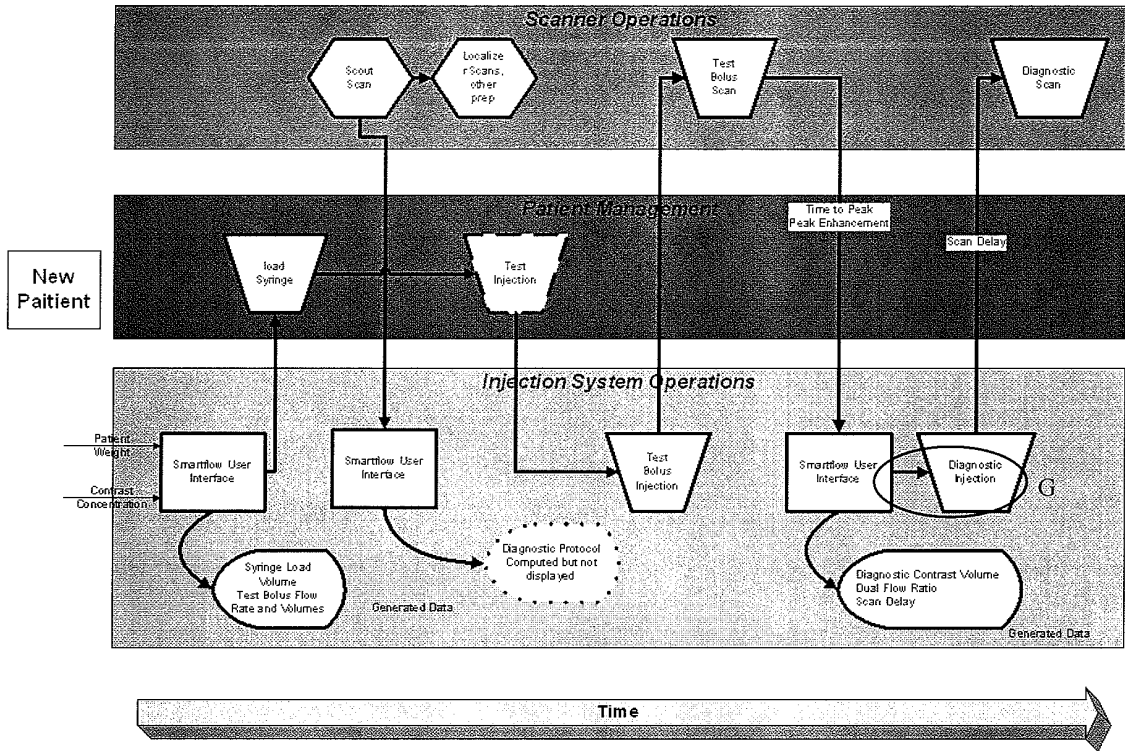 Scanner Operations
Scout
Scan
Localize
r Scans,
other
prep
Test
Bolus
Scan
Diagnostic
Scan
Patient Management
Time to Peak
Peak Enhancement
Scan Delay
load
Syringe
Test
Injection
New
Paitient
Injection System Operations
Patient
Weight
Contrast
Concentration
Smartflow User
Interface
Smartflow User
Interface
Test
Bolus
Injection
Smartflow User
Interface
Diagnostic
Injection
G
Syringe Load
Volume
Test Bolus Flow
Rate and Volumes
Generated Data
Diagnostic Protocol
Computed but not
displayed
Diagnostic Contrast Volume
Dual Flow Ratio
Scan Delay
Generated Data
Time